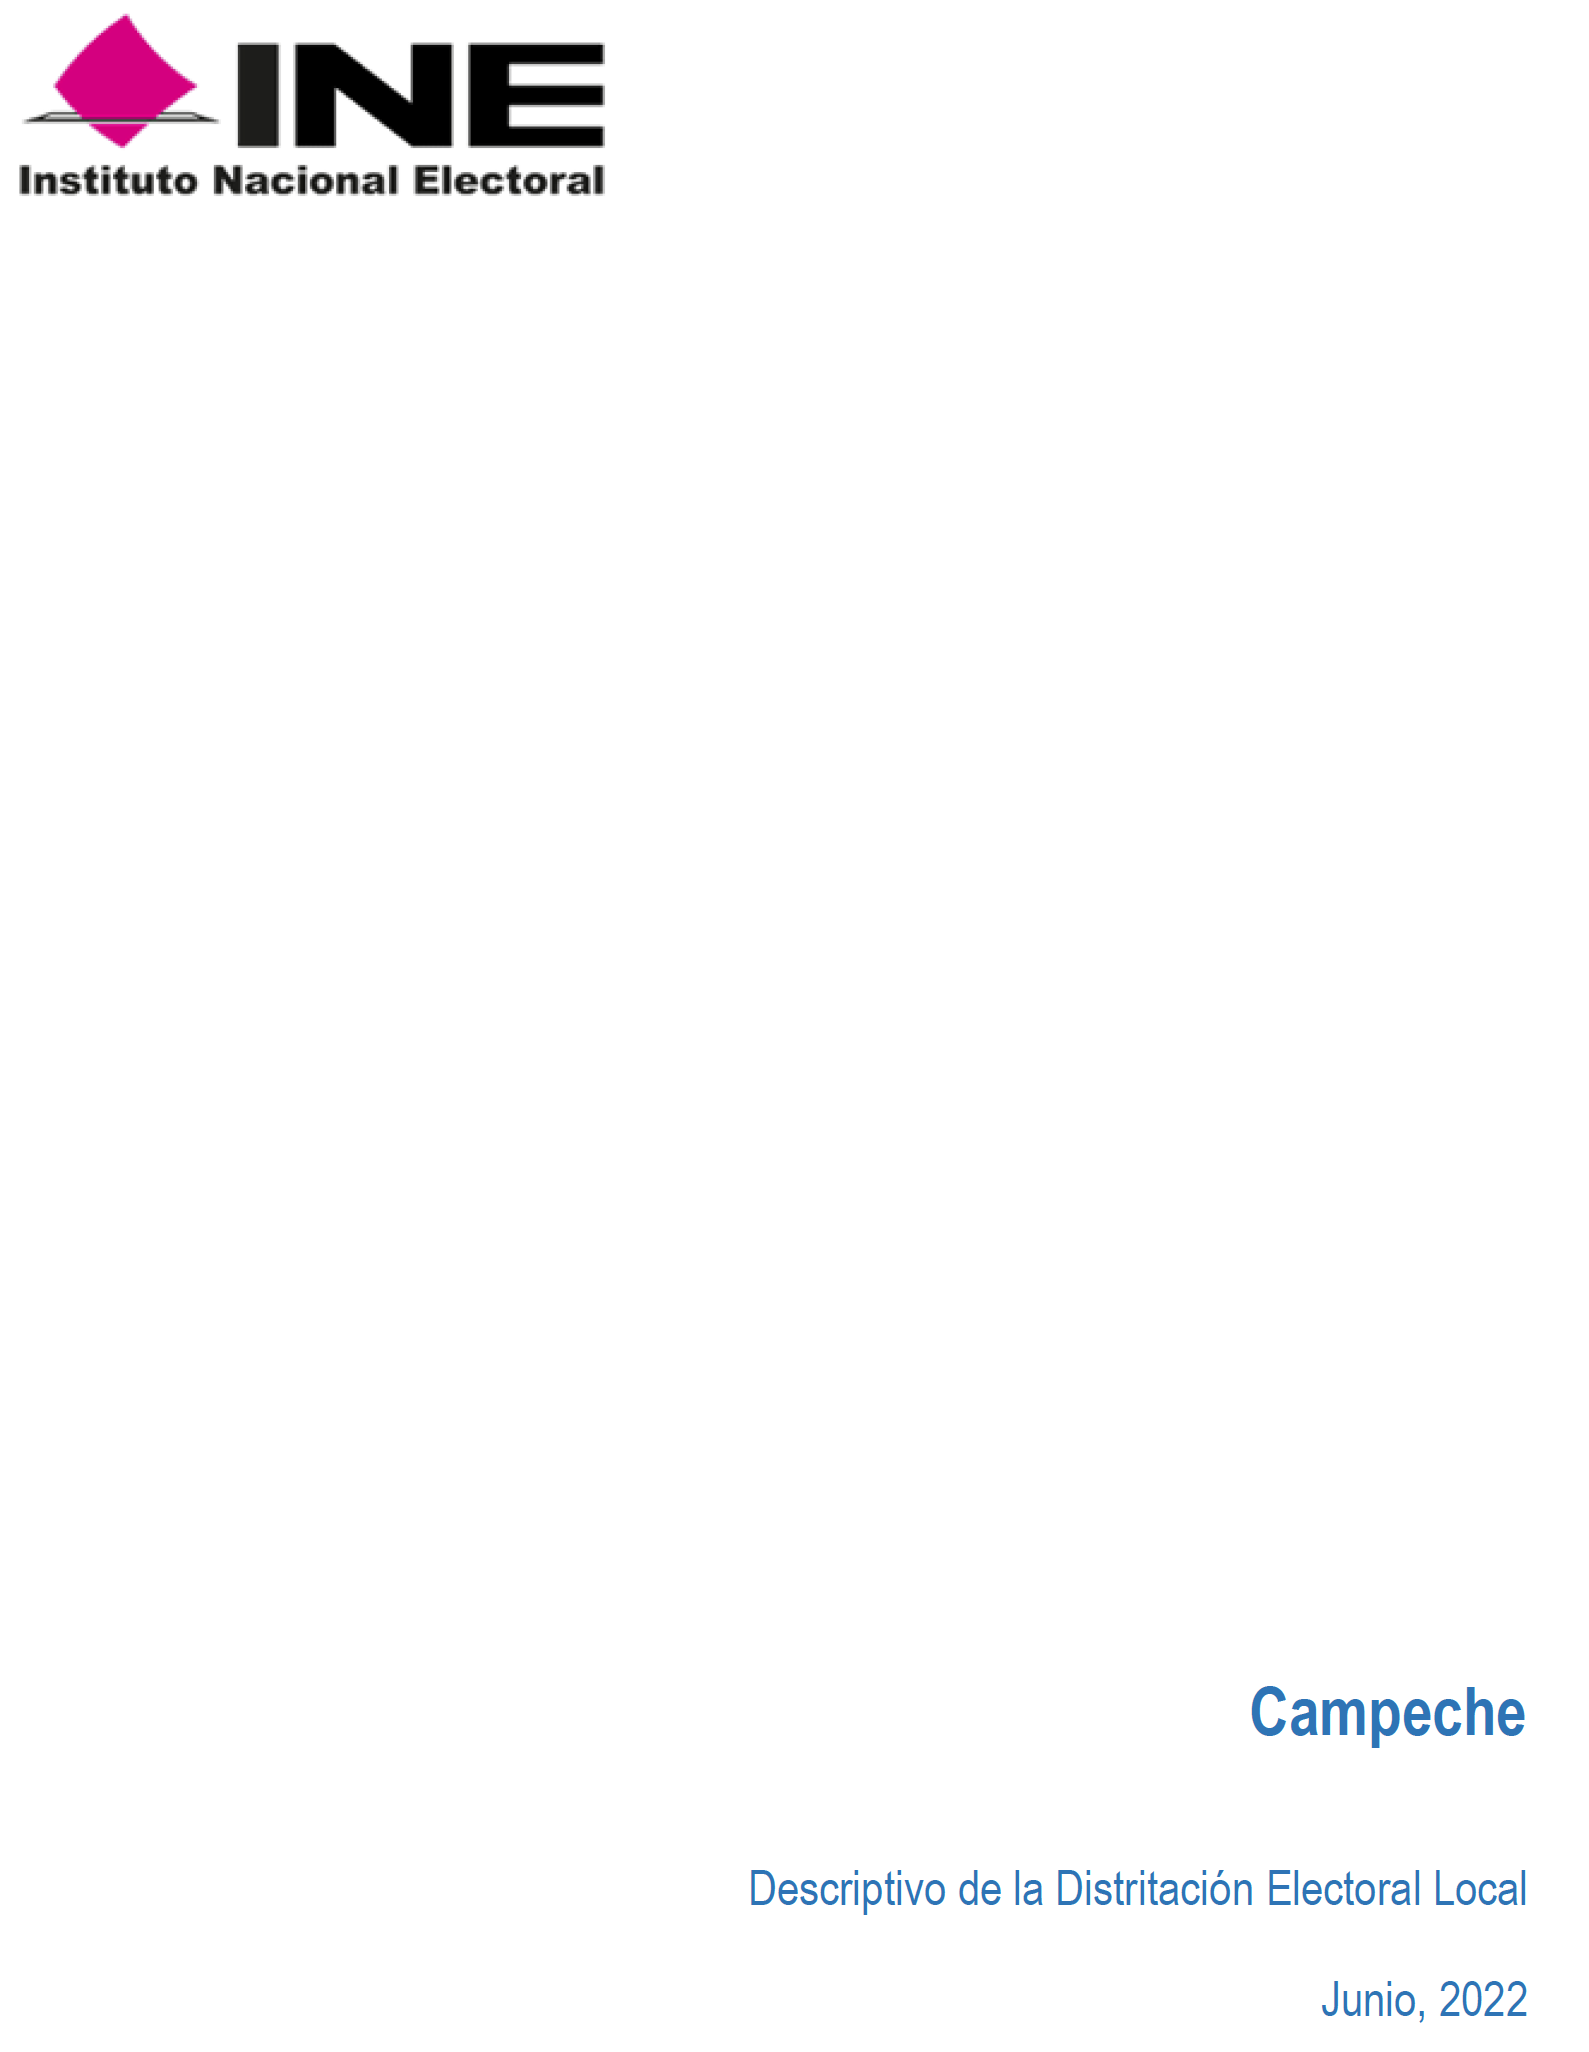 INE
Instituto Nacional Electoral
Campeche
Descriptivo de la Distritación Electoral Local
Junio, 2022